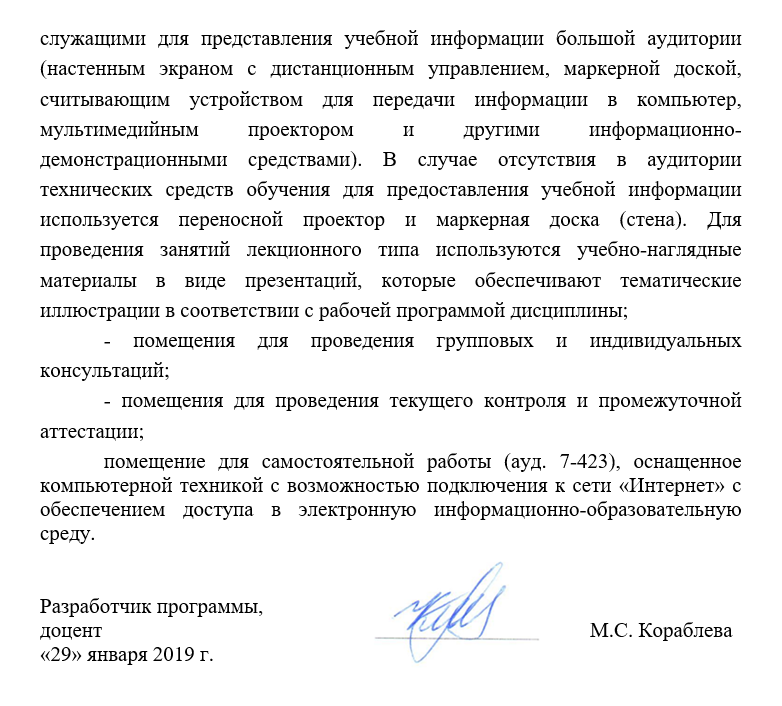 служащими для представления учебной информации большой аудитории
(настенным экраном с дистанционным управлением, маркерной доской,
считывающим устройством для передачи информации в компьютер,
мультимедийным проектором и другими информационно-
демонстрационными средствами). В случае отсутствия в аудитории
технических средств обучения для предоставления учебной информации
используется переносной проектор и маркерная доска (стена). Для
проведения занятий лекционного типа используются учебно-наглядные
материалы в виде презентаций, которые обеспечивают тематические
иллюстрации в соответствии с рабочей программой дисциплины;
- помещения для проведения групповых и индивидуальных
консультаций;
- помещения для проведения текущего контроля и промежуточной
аттестации;
помещение для самостоятельной работы (ауд. 7-423), оснащенное
компьютерной техникой с возможностью подключения к сети «Интернет» с
обеспечением доступа в электронную информационно-образовательную
среду.
Разработчик программы,
доцент М.С. Кораблева
«29» января 2019 г.